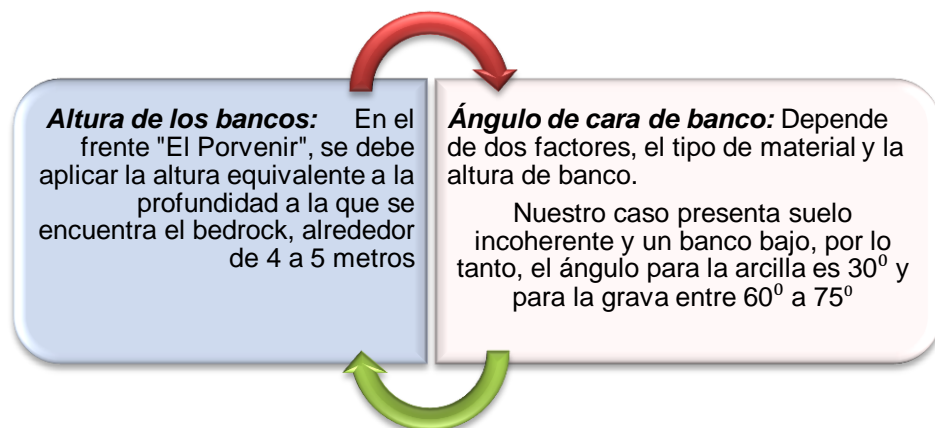 Altura de los bancos: En el
frente "El Porvenir", se debe
aplicar la altura equivalente a la
profundidad a la que se
encuentra el bedrock, alrededor
de 4 a 5 metros
Ángulo de cara de banco: Depende
de dos factores, el tipo de material y la
altura de banco.
Nuestro caso presenta suelo
incoherente y un banco bajo, por lo
tanto, el ángulo para la arcilla es 30⁰ y
para la grava entre 60⁰ a 75⁰